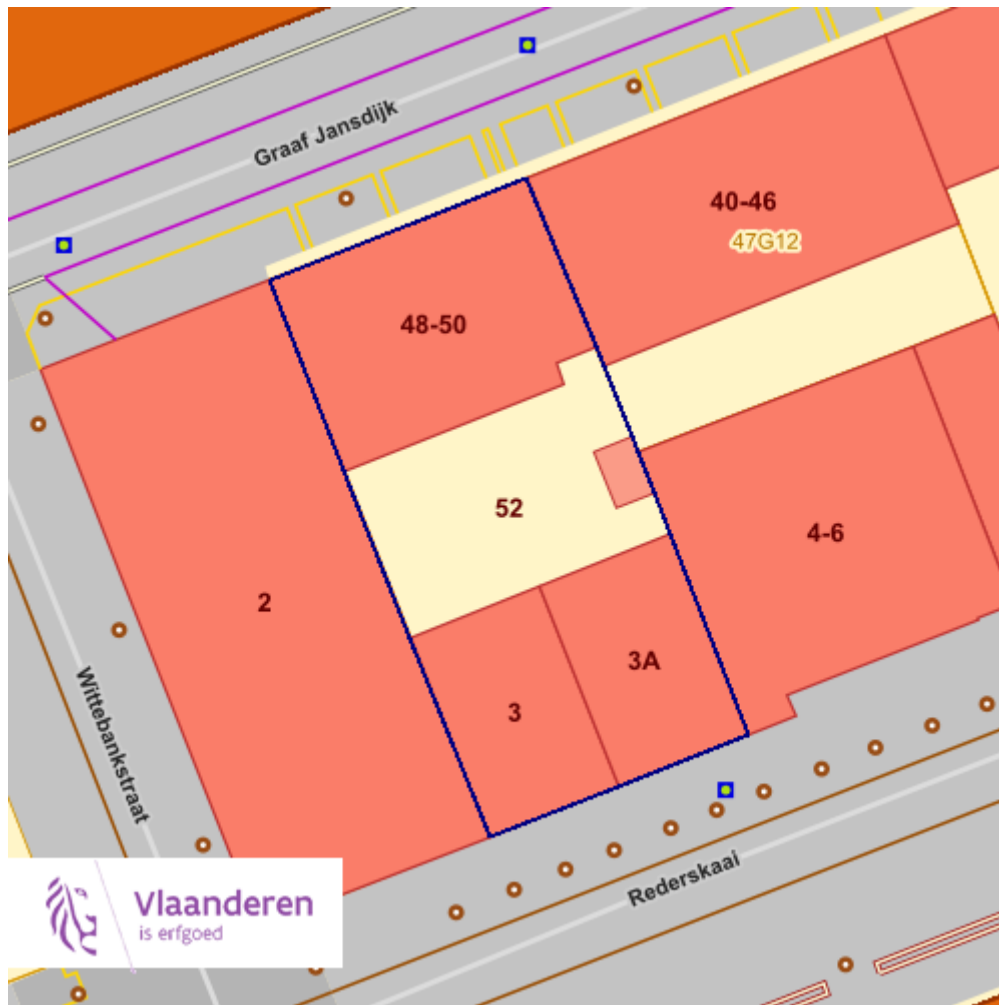 Graaf Jansdijk
40-46
47G12
48-50
52
4-6
2
3A
3
Wittebankstraat
Rederskaai
Vlaanderen
is erfgoed